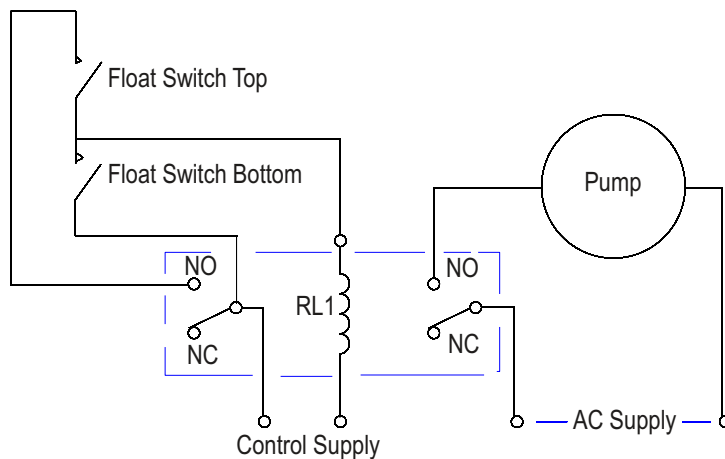 Float Switch Top
Float Switch Bottom
Pump
NO
NO
RL1
NC
NC
AC Supply
Control Supply